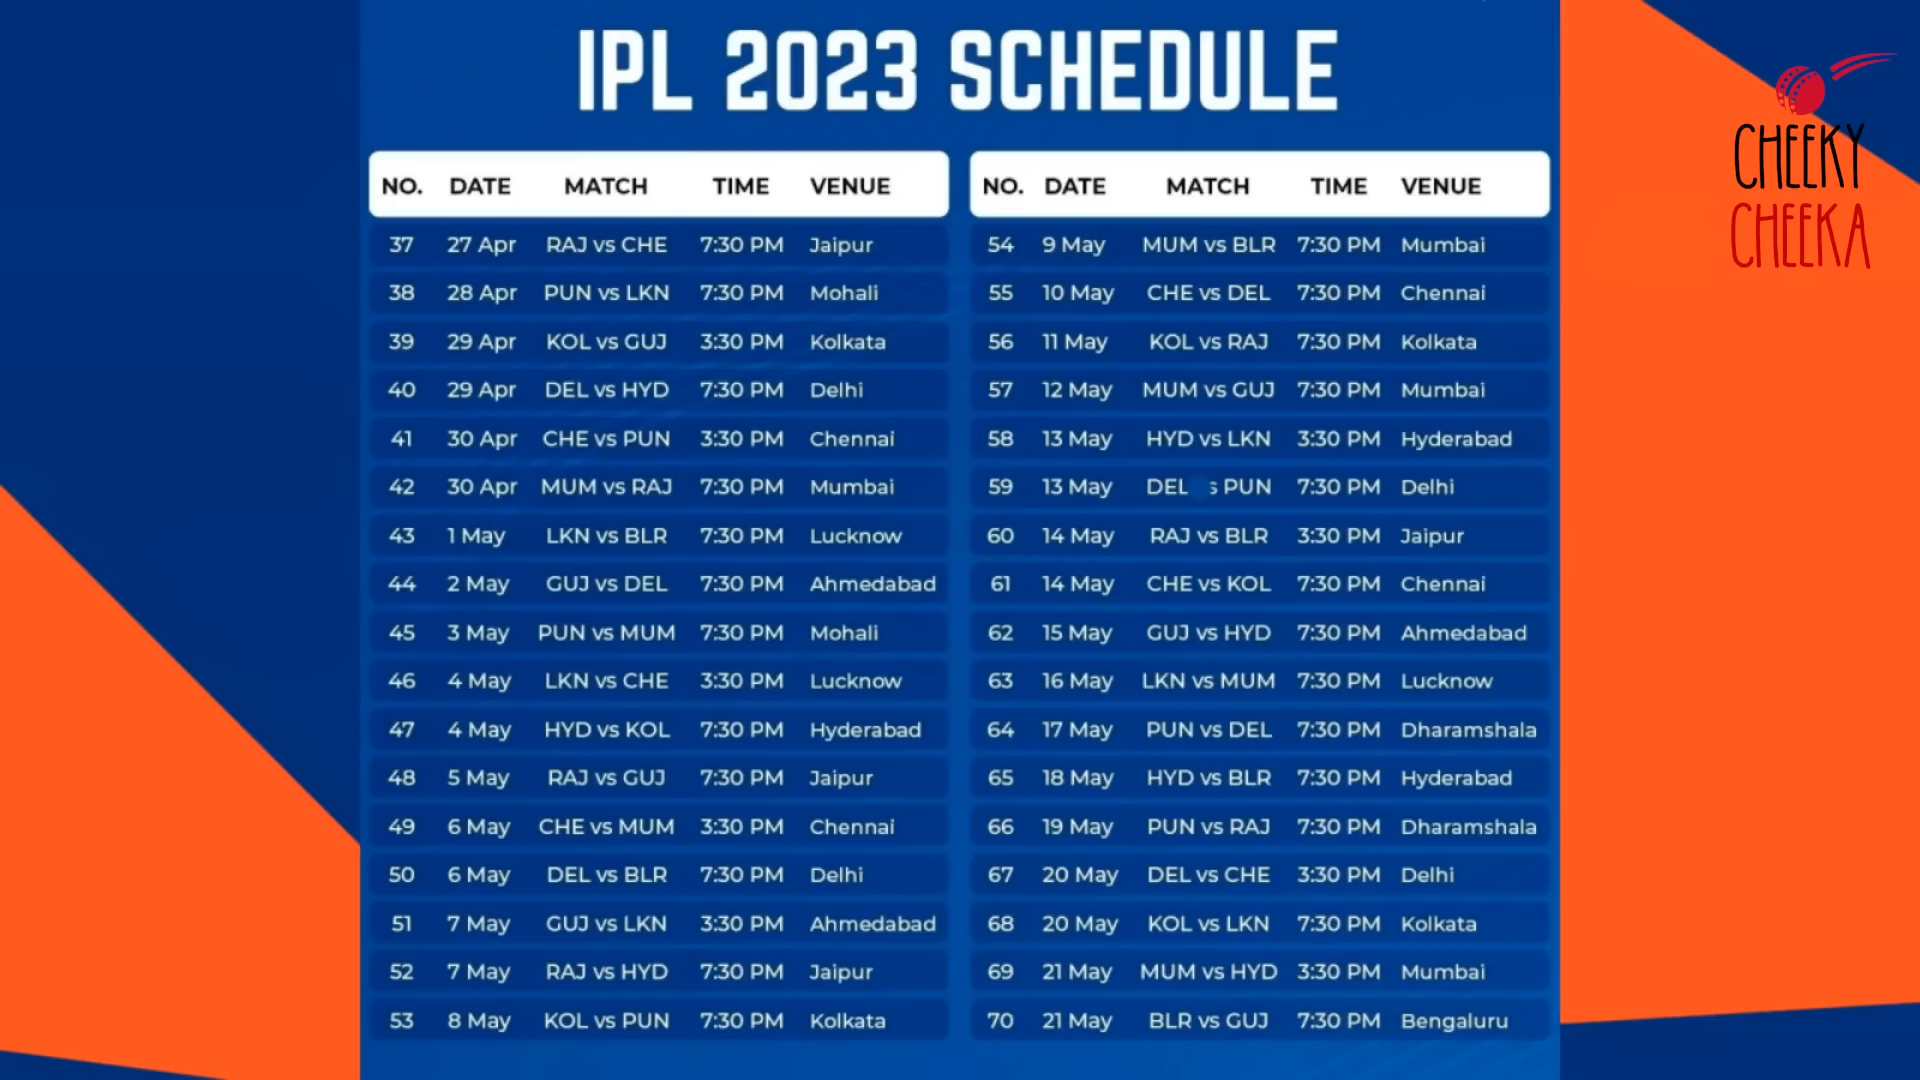 IPL 2023 SCHEDULE
CHEEKY
CHEEKA
NO. DATE MATCH TIME VENUE
37 27 Apr RAJ vs CHE 7:30 PM Jaipur
38 28 Apr PUN vs LKN 7:30 PM Mohali
39 29 Apr KOL vs GUJ 3:30 PM Kolkata
40 29 Apr DEL vs HYD 7:30 PM Delhi
41 30 Apr CHE vs PUN 3:30 PM Chennai
42 30 Apr MUM vs RAJ 7:30 PM Mumbai
43 1 May LKN vs BLR 7:30 PM Lucknow
44 2 May GUJ vs DEL 7:30 PM Ahmedabad
45 3 May PUN vs MUM 7:30 PM Mohali
46 4 May LKN vs CHE 3:30 PM Lucknow
47 4 May HYD vs KOL 7:30 PM Hyderabad
48 5 May RAJ vs GUJ 7:30 PM Jaipur
49 6 May CHE vs MUM 3:30 PM Chennai
50 6 May DEL vs BLR 7:30 PM Delhi
51 7 May GUJ vs LKN 3:30 PM Ahmedabad
52 7 May RAJ vs HYD 7:30 PM Jaipur
53 8 May KOL vs PUN 7:30 PM Kolkata
NO. DATE MATCH TIME VENUE
54 9 May MUM vs BLR 7:30 PM Mumbai
55 10 May CHE vs DEL 7:30 PM Chennai
56 11 May KOL vs RAJ 7:30 PM Kolkata
57 12 May MUM vs GUJ 7:30 PM Mumbai
58 13 May HYD vs LKN 3:30 PM Hyderabad
59 13 May DEL s PUN 7:30 PM Delhi
60 14 May RAJ vs BLR 3:30 PM Jaipur
61 14 May CHE vs KOL 7:30 PM Chennai
62 15 May GUJ vs HYD 7:30 PM Ahmedabad
63 16 May LKN vs MUM 7:30 PM Lucknow
64 17 May PUN vs DEL 7:30 PM Dharamshala
65 18 May HYD vs BLR 7:30 PM Hyderabad
66 19 May PUN vs RAJ 7:30 PM Dharamshala
67 20 May DEL vs CHE 3:30 PM Delhi
68 20 May KOL vs LKN 7:30 PM Kolkata
69 21 May MUM vs HYD 3:30 PM Mumbai
70 21 May BLR vs GUJ 7:30 PM Bengaluru